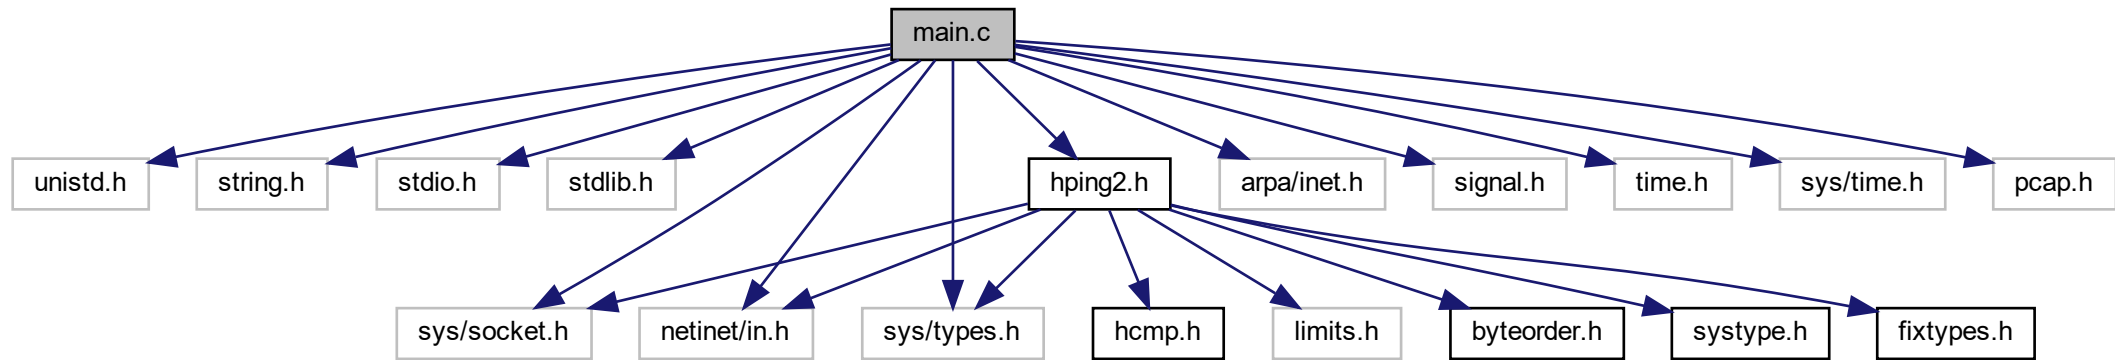 main.c
unistd.h
string.h
stdio.h
stdlib.h
hping2.h
arpa/inet.h
signal.h
time.h
sys/time.h
pcap.h
sys/socket.h
netinet/in.h
sys/types.h
hcmp.h
limits.h
byteorder.h
systype.h
fixtypes.h